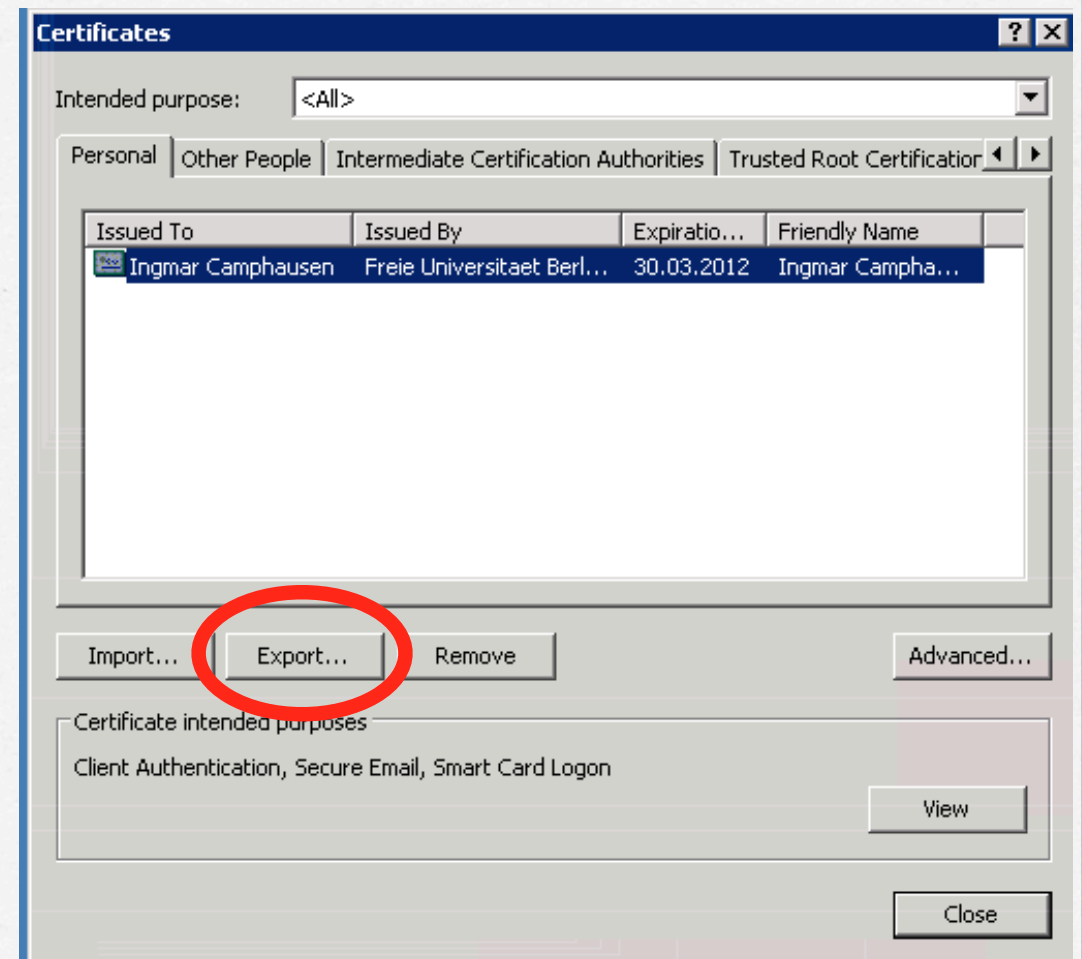 Certificates
Intended purpose: <All>
Personal Other People Intermediate Certification Authorities Trusted Root Certification
Issued To Issued By Expiratio... Friendly Name
Ingmar Camphausen Freie Universitaet Berl... 30.03.2012 Ingmar Campha...
Import... Export... Remove Advanced...
Certificate intended purposes
Client Authentication, Secure Email, Smart Card Logon
View
Close